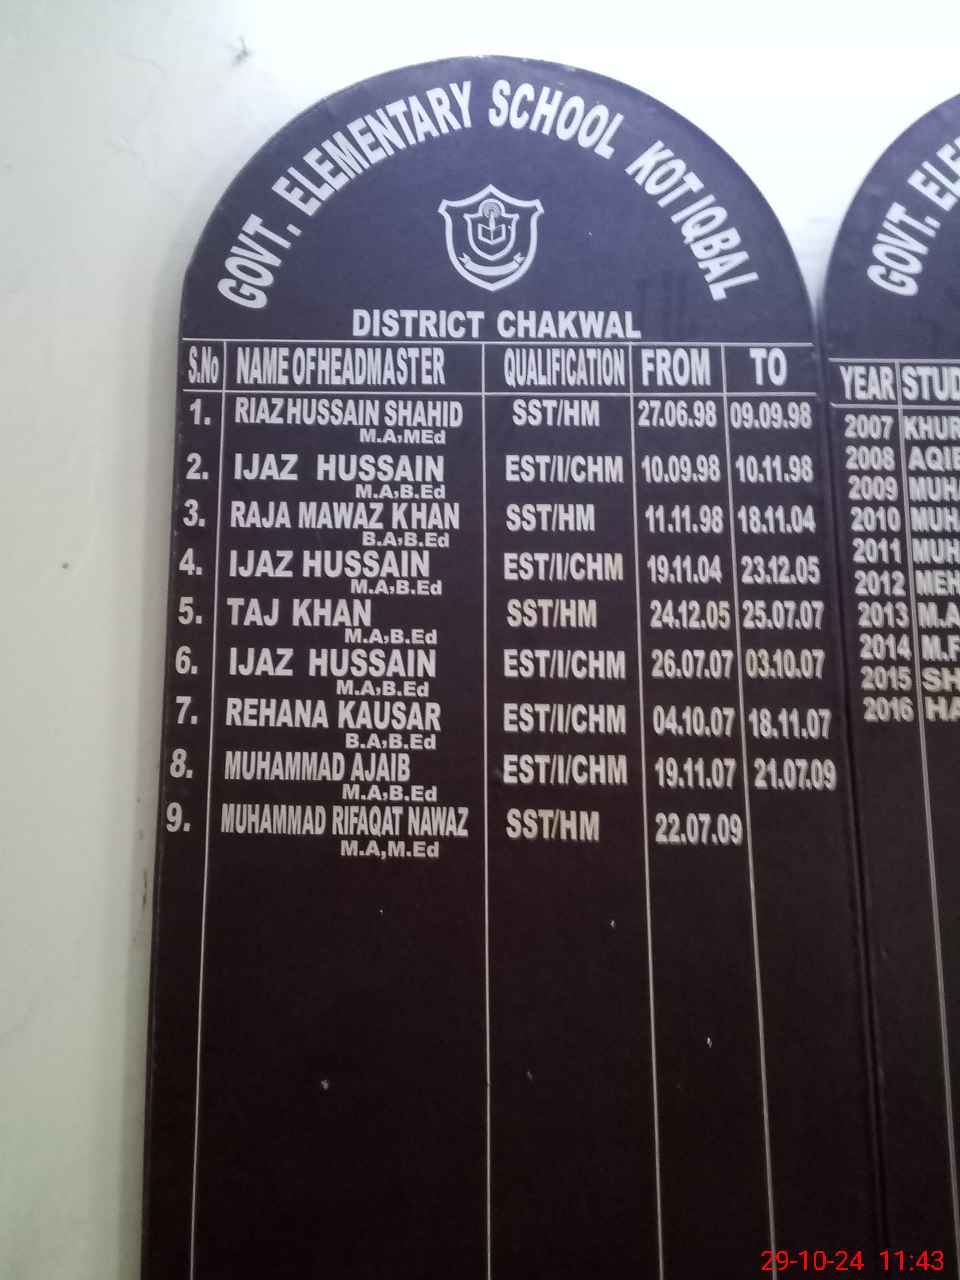 GOVT. ELEMENTARY SCHOOL KOT IQBAL
DISTRICT CHAKWAL
S.No NAME OF HEADMASTER QUALIFICATION FROM TO
1. RIAZ HUSSAIN SHAHID SST/HM 27.06.98 09.09.98
M.A,MEd
2. IJAZ HUSSAIN EST/I/CHM 10.09.98 10.11.98
M.A,B.Ed
3. RAJA MAWAZ KHAN SST/HM 11.11.98 18.11.04
B.A,B.Ed
4. IJAZ HUSSAIN EST/I/CHM 19.11.04 23.12.05
M.A,B.Ed
5. TAJ KHAN SST/HM 24.12.05 25.07.07
M.A,B.Ed
6. IJAZ HUSSAIN EST/I/CHM 26.07.07 03.10.07
M.A,B.Ed
7. REHANA KAUSAR EST/I/CHM 04.10.07 18.11.07
B.A,B.Ed
8. MUHAMMAD AJAIB EST/I/CHM 19.11.07 21.07.09
M.A,B.Ed
9. MUHAMMAD RIFAQAT NAWAZ SST/HM 22.07.09
M.A,M.Ed
GOVT.
YEAR
2007
2008
2009
2010
2011
2012
2013
2014
2015
2016
29-10-24 11:43